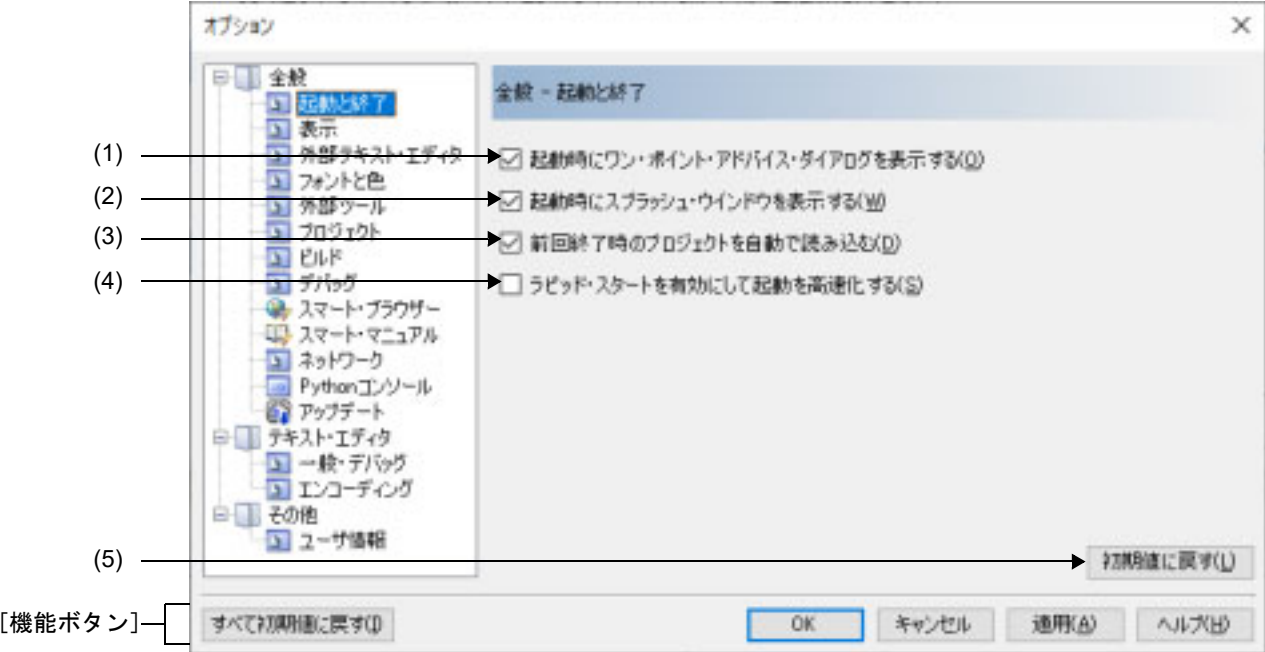 オプション
全般
起動と終了
表示
外部テキスト・エディタ
フォントと色
外部ツール
プロジェクト
ビルド
デバッグ
スマート・ブラウザー
スマート・マニュアル
ネットワーク
Pythonコンソール
アップデート
テキスト・エディタ
一般・デバッグ
エンコーディング
その他
ユーザ情報
全般 - 起動と終了
(1)
起動時にワン・ポイント・アドバイス・ダイアログを表示する(O)
(2)
起動時にスプラッシュ・ウインドウを表示する(W)
(3)
前回終了時のプロジェクトを自動で読み込む(D)
(4)
ラピッド・スタートを有効にして起動を高速化する(S)
(5)
初期値に戻す(L)
[機能ボタン]
すべて初期値に戻す(I)
OK
キャンセル
適用(A)
ヘルプ(H)